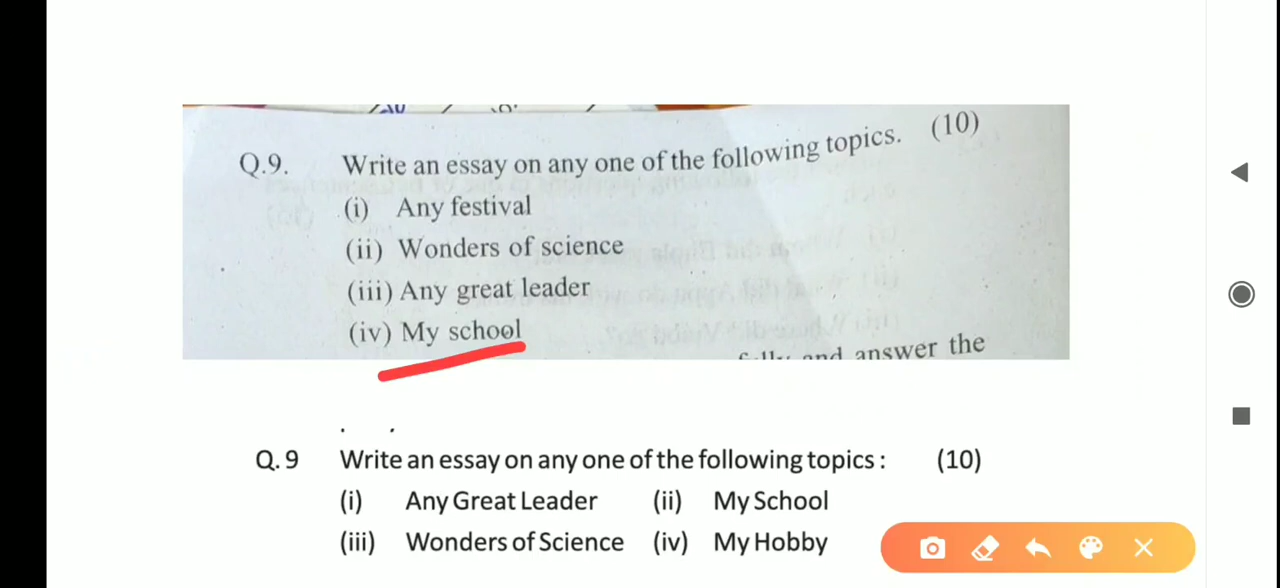 Q.9. Write an essay on any one of the following topics. (10)
(i) Any festival
(ii) Wonders of science
(iii) Any great leader
(iv) My school
and answer the
Q. 9 Write an essay on any one of the following topics : (10)
(i) Any Great Leader (ii) My School
(iii) Wonders of Science (iv) My Hobby